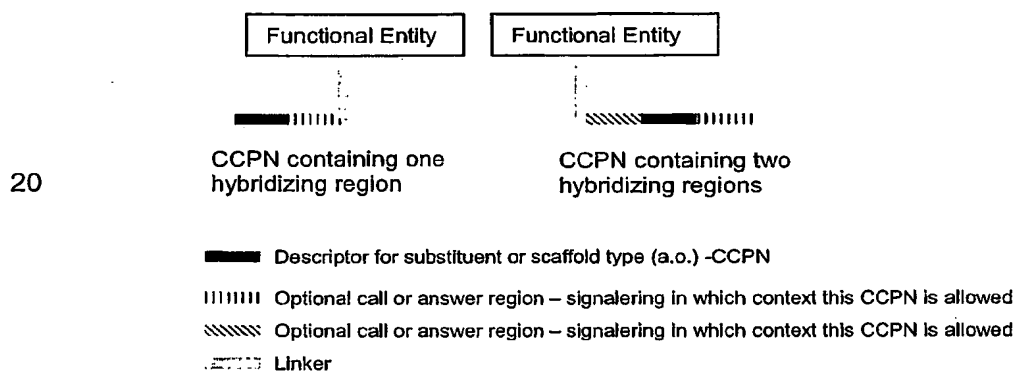 Functional Entity Functional Entity
CCPN containing one
hybridizing region
CCPN containing two
hybridizing regions
20
Descriptor for substituent or scaffold type (a.o.) -CCPN
Optional call or answer region – signalering in which context this CCPN is allowed
Optional call or answer region – signalering in which context this CCPN is allowed
Linker